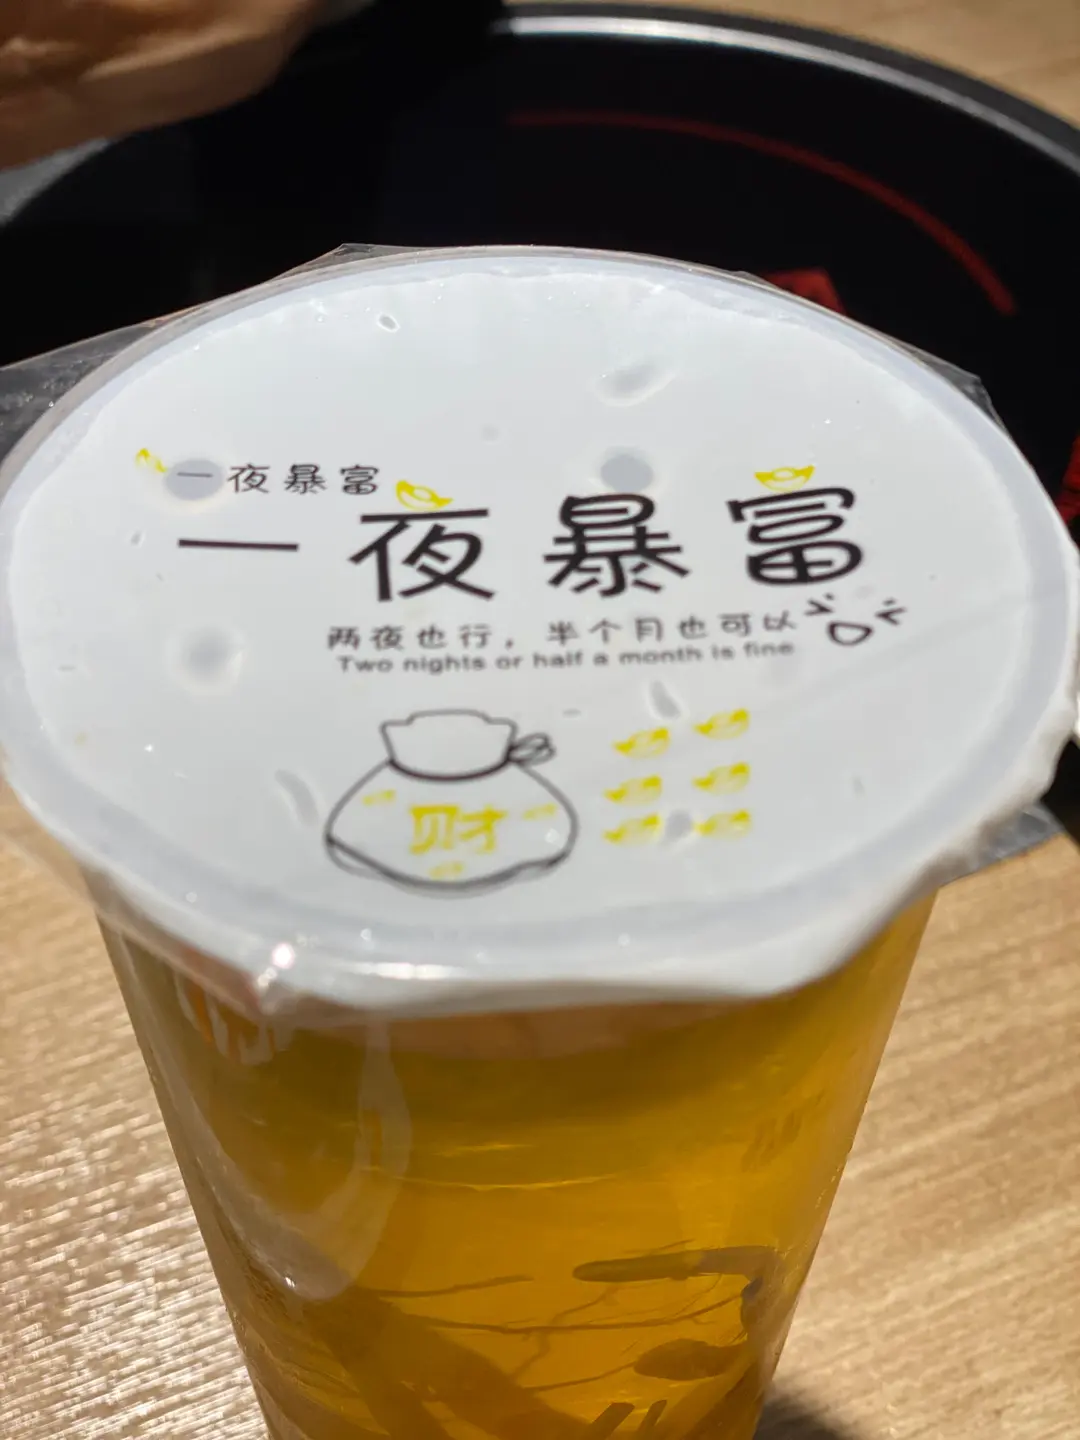 一夜暴富
一夜暴富
两夜也行，半个月也可以
Two nights or half a month is fine
财